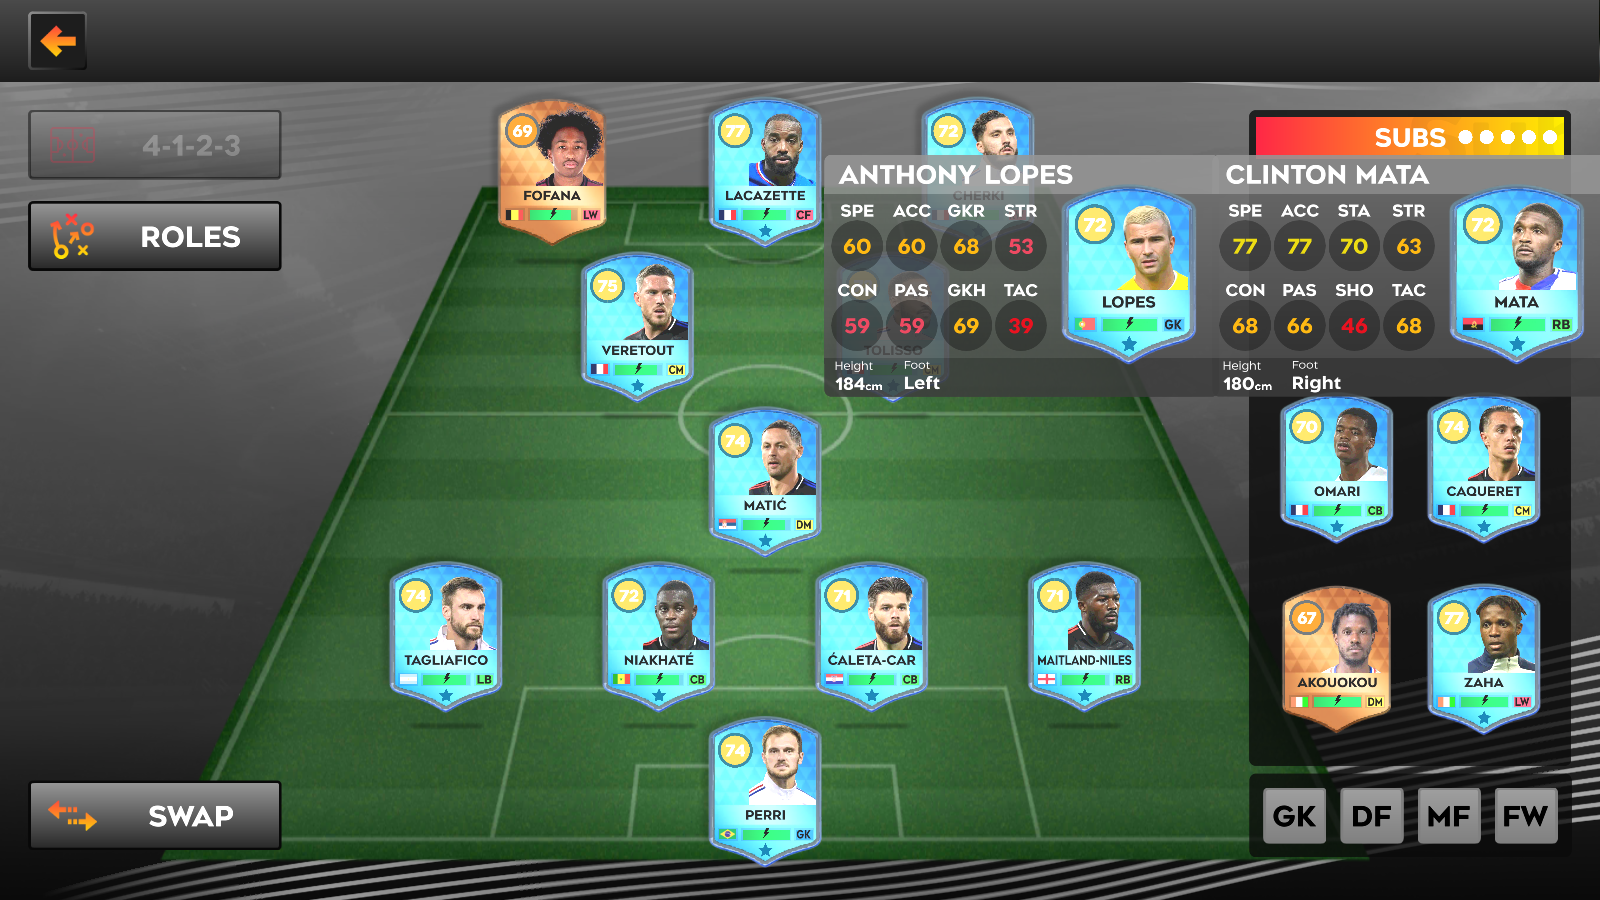 4-1-2-3
ROLES
SWAP
69
FOFANA
LW
77
LACAZETTE
CF
72
CHERKI
75
VERETOUT
CM
TOLISSO
74
MATIĆ
DM
74
TAGLIAFICO
LB
72
NIAKHATÉ
CB
71
ĆALETA-CAR
CB
71
MAITLAND-NILES
RB
74
PERRI
GK
SUBS
ANTHONY LOPES
SPE ACC GKR STR
60 60 68 53
CON PAS GKH TAC
59 59 69 39
Height Foot
184cm Left
72
LOPES
GK
CLINTON MATA
SPE ACC STA STR
77 77 70 63
CON PAS SHO TAC
68 66 46 68
Height Foot
180cm Right
72
MATA
RB
70
OMARI
CB
74
CAQUERET
CM
67
AKOUOKOU
DM
77
ZAHA
LW
GK DF MF FW